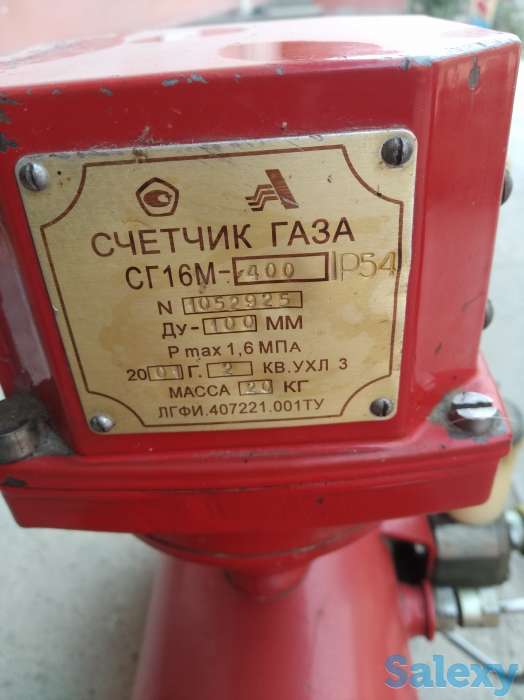 СЧЕТЧИК ГАЗА
СГ16М-400 IP54
N 1052925
ДУ-100 ММ
P max 1,6 МПА
2001 Г. 2 КВ.УХЛ 3
МАССА 20 КГ
ЛГФИ.407221.001ТУ
Salexy